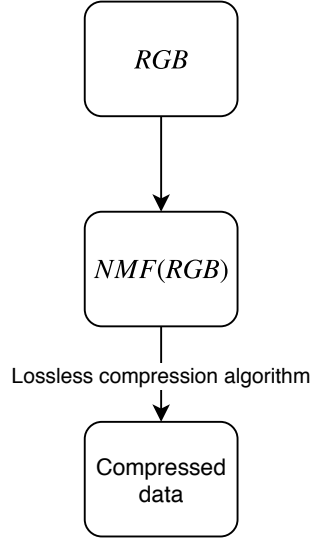 RGB
NMF(RGB)
Lossless compression algorithm
Compressed
data